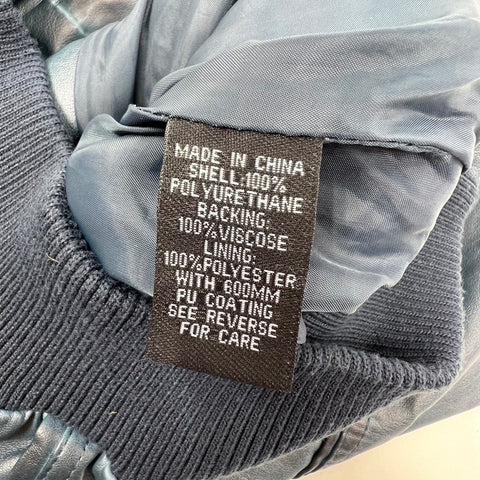 MADE IN CHINA
SHELL:100%
POLYURETHANE
BACKING:
100%VISCOSE
LINING:
100%POLYESTER
WITH 600MM
PU COATING
SEE REVERSE
FOR CARE